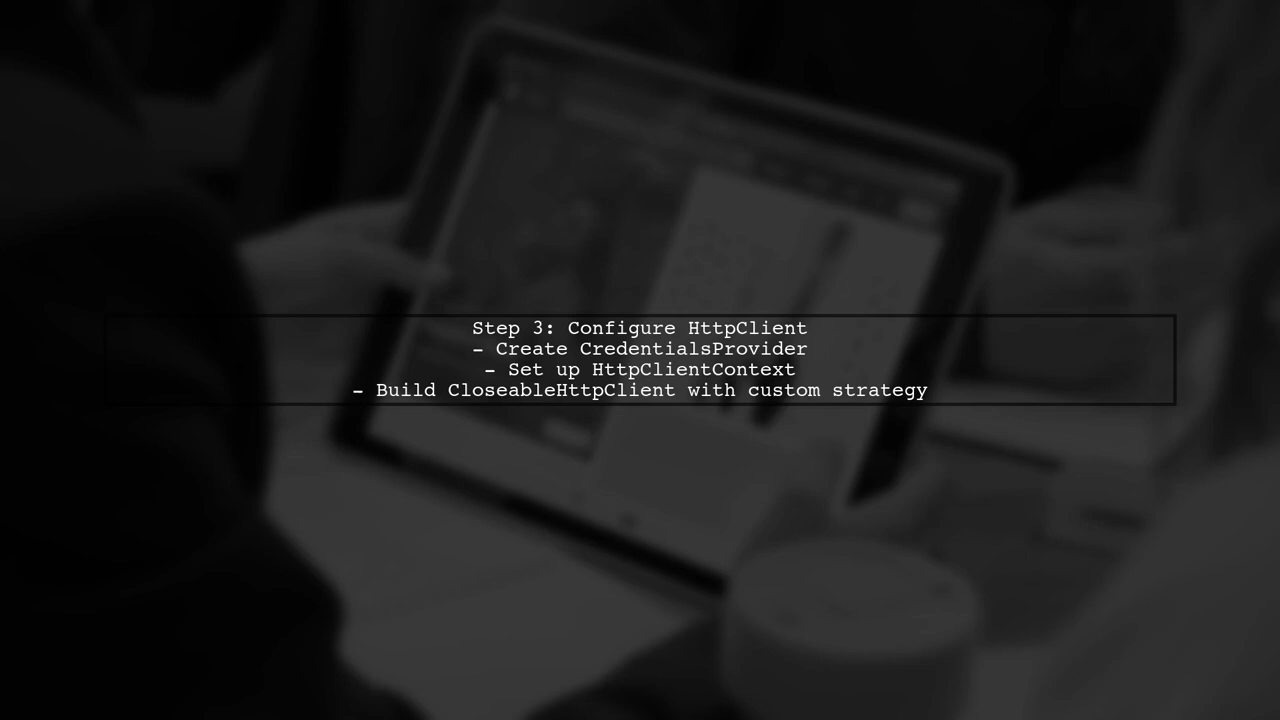 Step 3: Configure HttpClient
– Create CredentialsProvider
– Set up HttpClientContext
– Build CloseableHttpClient with custom strategy